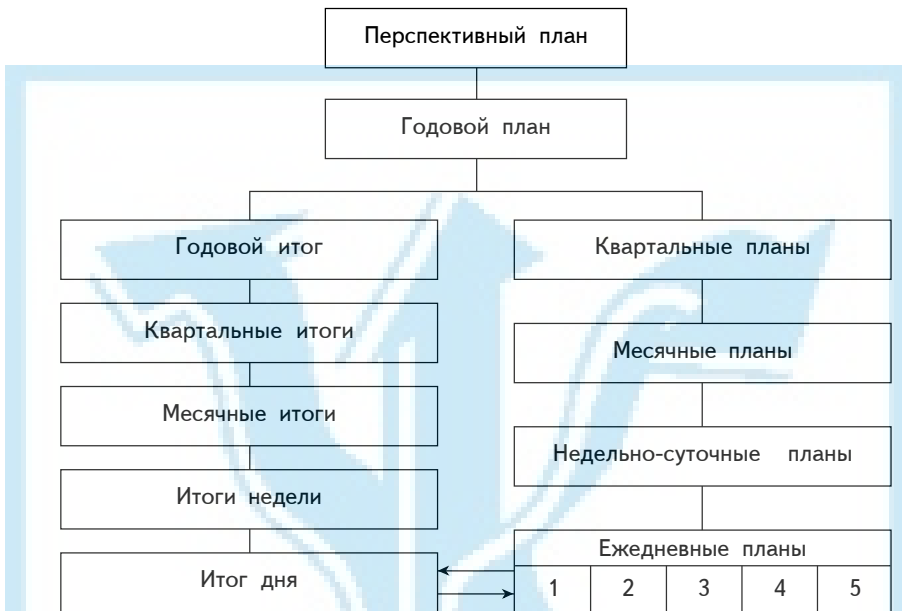 Перспективный план
Годовой план
Годовой итог
Квартальные итоги
Месячные итоги
Итоги недели
Итог дня
Квартальные планы
Месячные планы
Недельно-суточные планы
Ежедневные планы
1 2 3 4 5